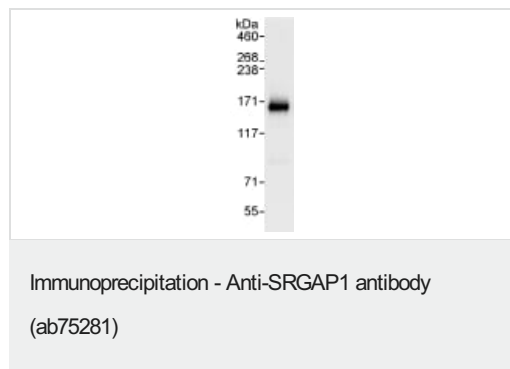 kDa
460-
268_
238-
171-
117-
71-
55-
Immunoprecipitation - Anti-SRGAP1 antibody
(ab75281)